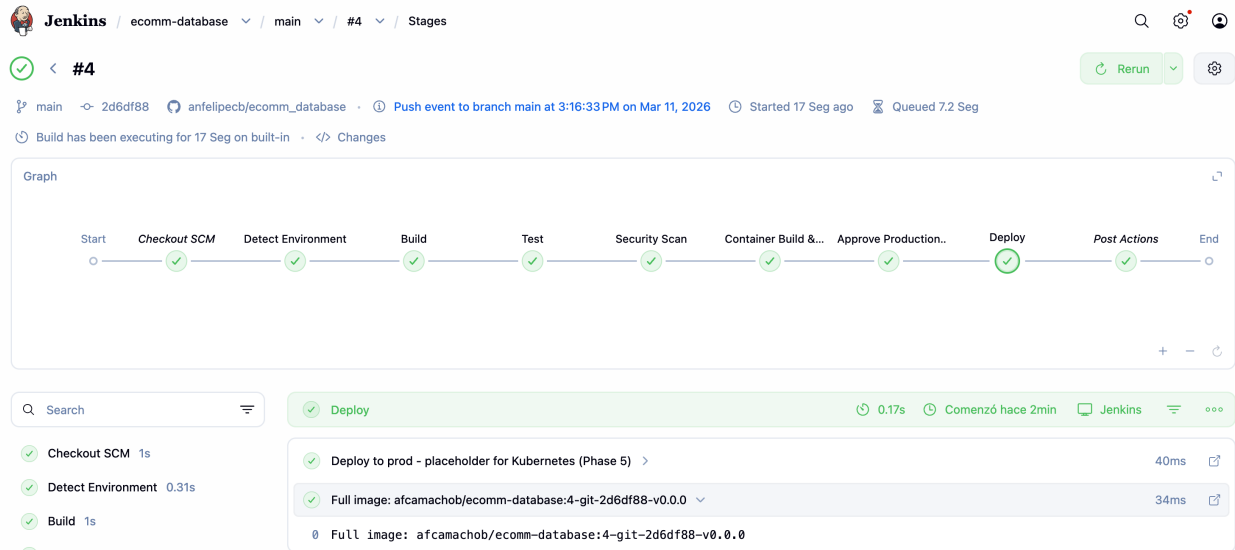 Jenkins / ecomm-database / main / #4 / Stages
#4
Rerun
main 2d6df88 anfelipecb/ecomm_database · Push event to branch main at 3:16:33 PM on Mar 11, 2026 Started 17 Seg ago Queued 7.2 Seg
Build has been executing for 17 Seg on built-in · </> Changes
Graph
Start Checkout SCM Detect Environment Build Test Security Scan Container Build &... Approve Production.. Deploy Post Actions End
Search
Deploy 0.17s Comenzó hace 2min Jenkins
Checkout SCM 1s
Deploy to prod - placeholder for Kubernetes (Phase 5) 40ms
Detect Environment 0.31s
Full image: afcamachob/ecomm-database:4-git-2d6df88-v0.0.0 34ms
Build 1s
0 Full image: afcamachob/ecomm-database:4-git-2d6df88-v0.0.0